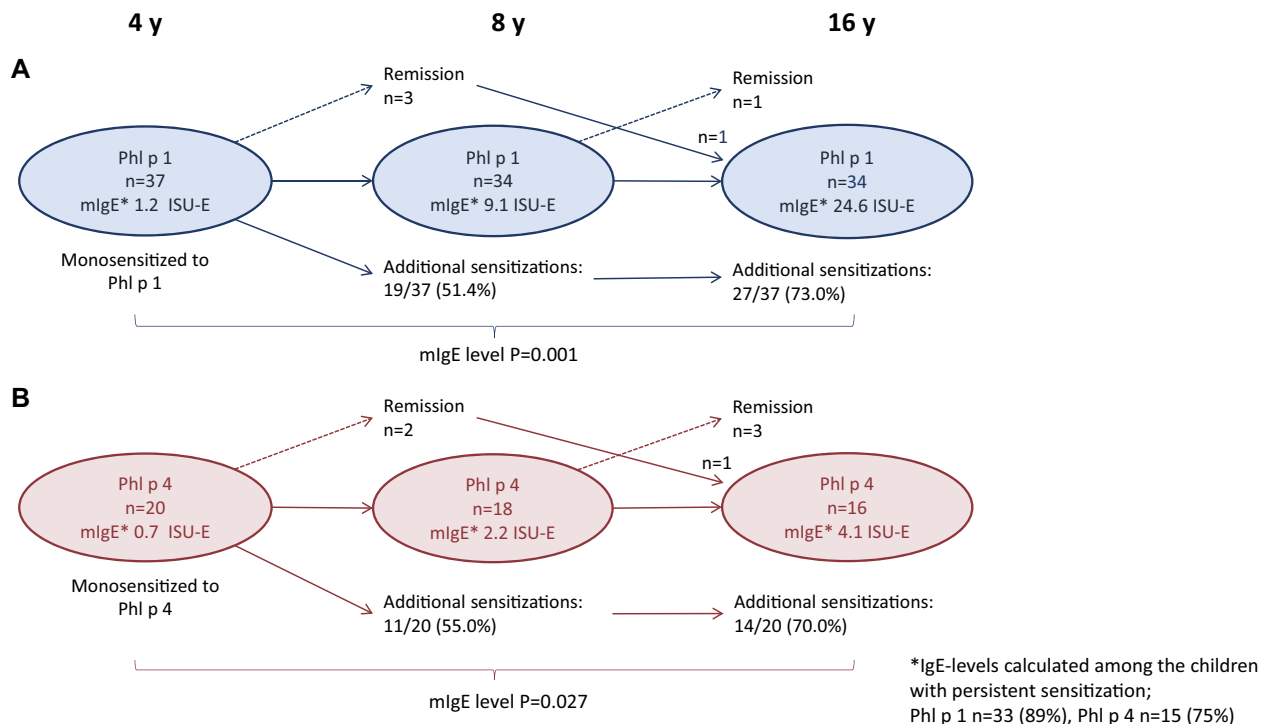 4 y 8 y 16 y
A
Remission
n=3
Remission
n=1
n=1
Phl p 1
n=37
mIgE* 1.2 ISU-E
Phl p 1
n=34
mIgE* 9.1 ISU-E
Phl p 1
n=34
mIgE* 24.6 ISU-E
Monosensitized to
Phl p 1
Additional sensitizations:
19/37 (51.4%)
Additional sensitizations:
27/37 (73.0%)
mIgE level P=0.001
B
Remission
n=2
Remission
n=3
n=1
Phl p 4
n=20
mIgE* 0.7 ISU-E
Phl p 4
n=18
mIgE* 2.2 ISU-E
Phl p 4
n=16
mIgE* 4.1 ISU-E
Monosensitized to
Phl p 4
Additional sensitizations:
11/20 (55.0%)
Additional sensitizations:
14/20 (70.0%)
mIgE level P=0.027
*IgE-levels calculated among the children
with persistent sensitization;
Phl p 1 n=33 (89%), Phl p 4 n=15 (75%)